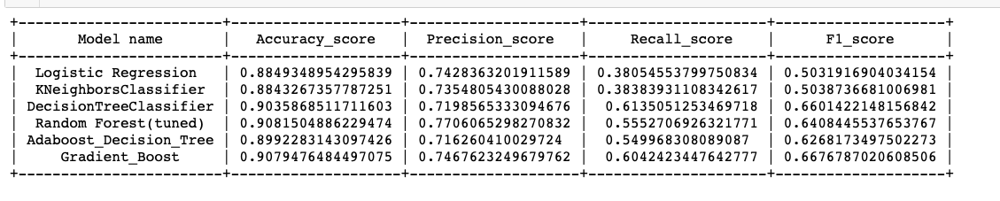 +------------------------+--------------------+--------------------+---------------------+--------------------+
| Model name | Accuracy_score | Precision_score | Recall_score | F1_score |
+------------------------+--------------------+--------------------+---------------------+--------------------+
| Logistic Regression | 0.8849348954295839 | 0.7428363201911589 | 0.38054553799750834 | 0.5031916904034154 |
| KNeighborsClassifier | 0.8843267357787251 | 0.7354805430088028 | 0.38383931108342617 | 0.5038736681006981 |
| DecisionTreeClassifier | 0.9035868511711603 | 0.7198565333094676 | 0.6135051253469718 | 0.6601422148156842 |
| Random Forest(tuned) | 0.9081504886229474 | 0.7706065298270832 | 0.5552706926321771 | 0.6408445537653767 |
| Adaboost_Decision_Tree | 0.8992283143097426 | 0.716260410029724 | 0.549968308089087 | 0.6268173497502273 |
| Gradient_Boost | 0.9079476484497075 | 0.7467623249679762 | 0.6042423447642777 | 0.6676787020608506 |
+------------------------+--------------------+--------------------+---------------------+--------------------+